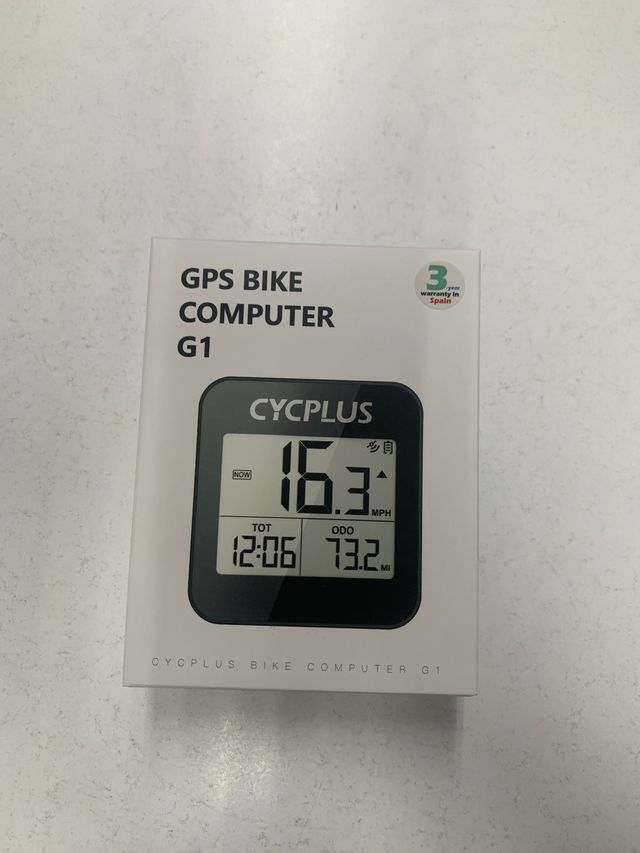 GPS BIKE
COMPUTER
G1
3 year
warranty in
Spain
CYCPLUS
NOW
16.3
MPH
TOT
12:06
ODO
73.2 MI
CYCPLUS BIKE COMPUTER G1